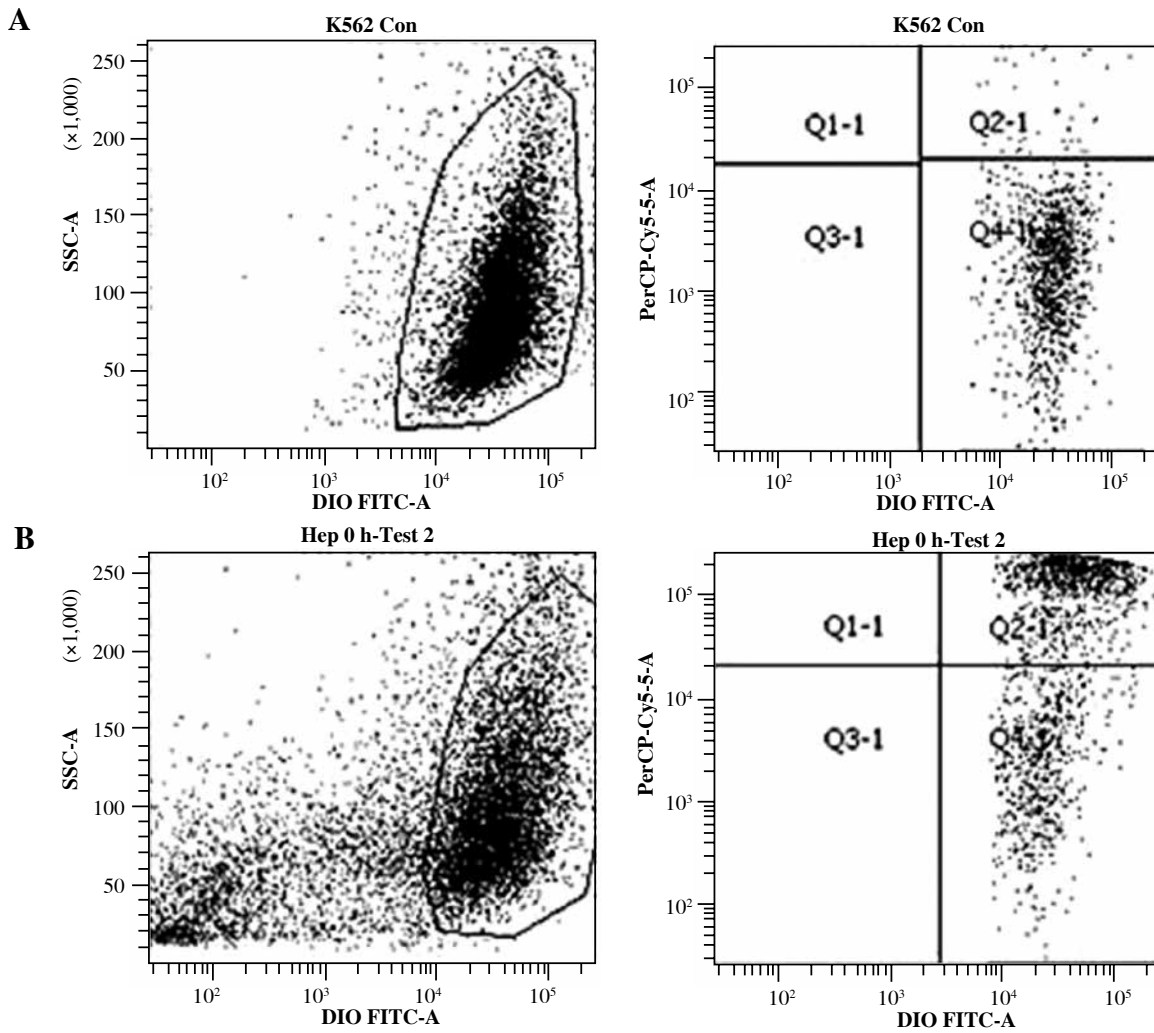 A
K562 Con
(×1,000)
SSC-A
250
200
150
100
50
10²
10³
10⁴
10⁵
DIO FITC-A
K562 Con
PerCP-Cy5-5-A
10⁵
10⁴
10³
10²
Q1-1
Q2-1
Q3-1
Q4-1
10²
10³
10⁴
10⁵
DIO FITC-A
B
Hep 0 h-Test 2
(×1,000)
SSC-A
250
200
150
100
50
10²
10³
10⁴
10⁵
DIO FITC-A
Hep 0 h-Test 2
PerCP-Cy5-5-A
10⁵
10⁴
10³
10²
Q1-1
Q2-1
Q3-1
10²
10³
10⁴
10⁵
DIO FITC-A